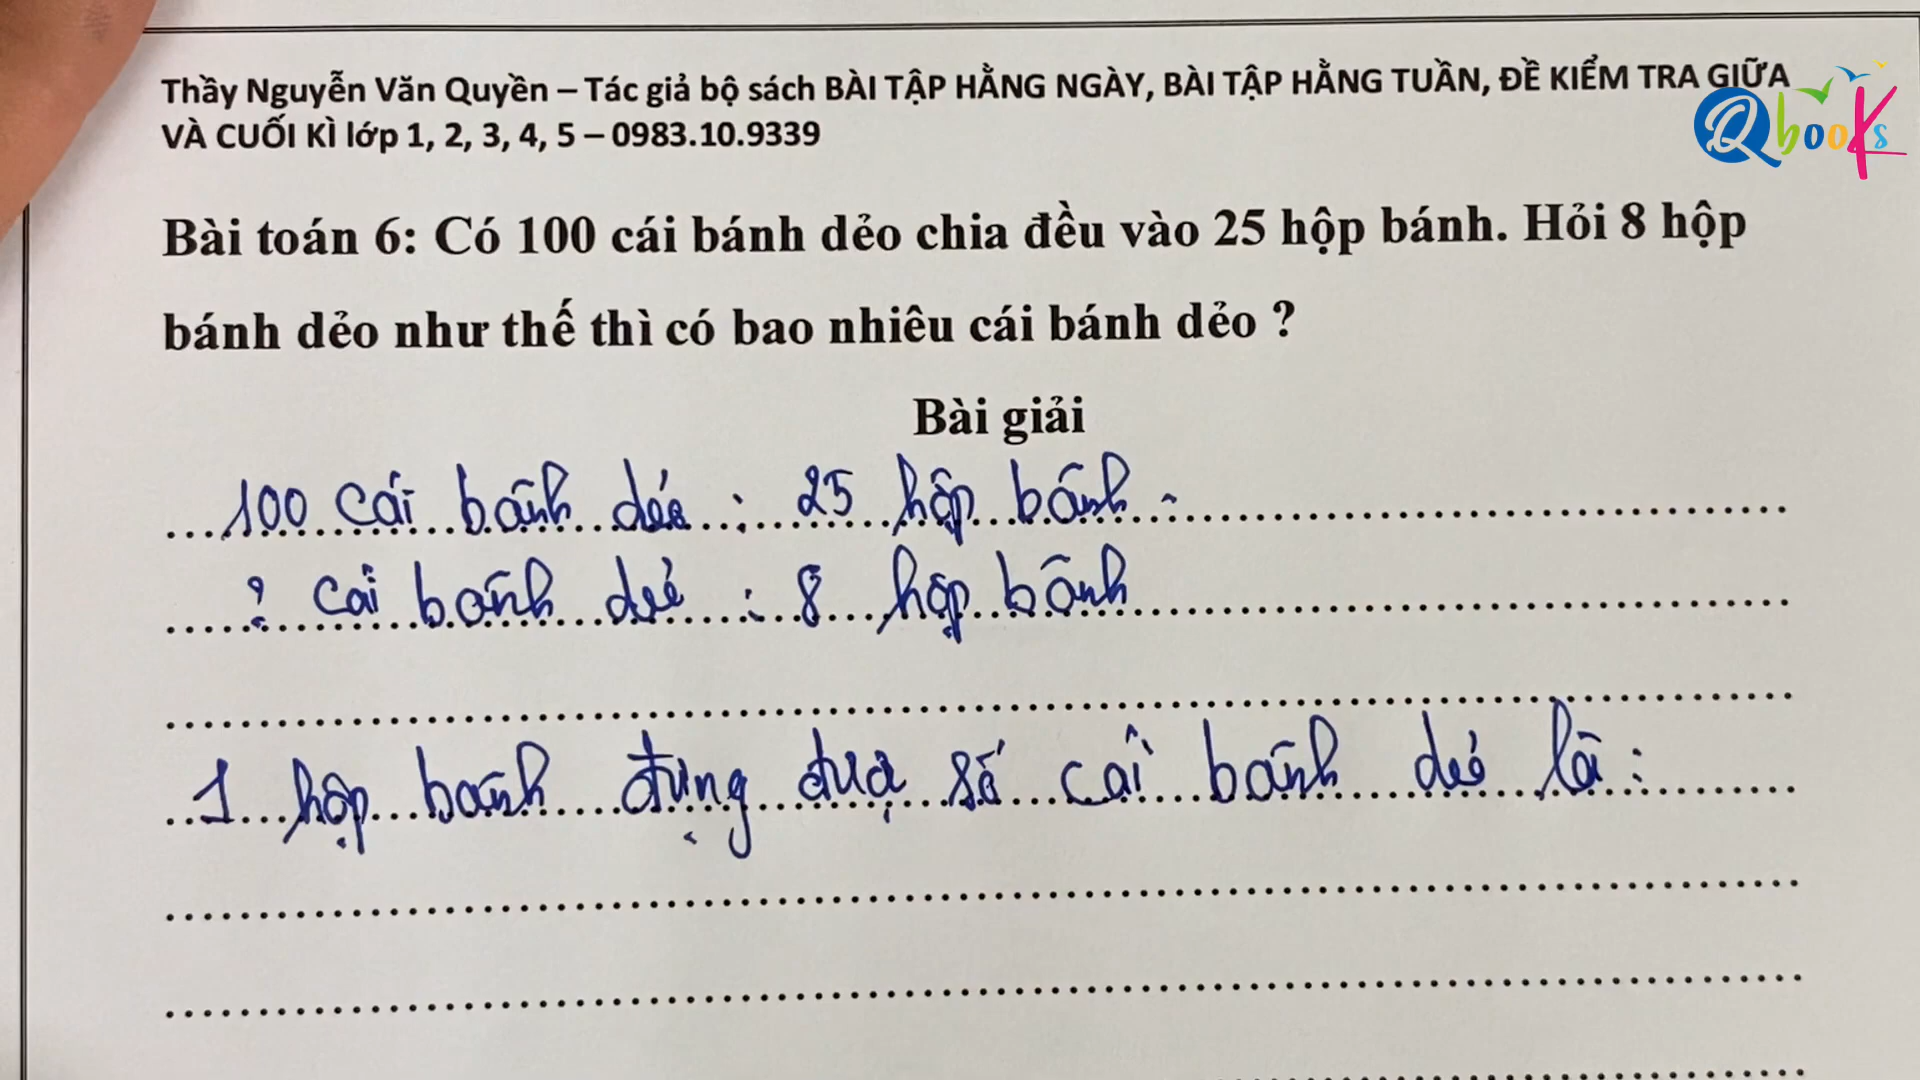 Thầy Nguyễn Văn Quyền – Tác giả bộ sách BÀI TẬP HẰNG NGÀY, BÀI TẬP HẰNG TUẦN, ĐỀ KIỂM TRA GIỮA
VÀ CUỐI KÌ lớp 1, 2, 3, 4, 5 – 0983.10.9339
Qbooks
Bài toán 6: Có 100 cái bánh dẻo chia đều vào 25 hộp bánh. Hỏi 8 hộp
bánh dẻo như thế thì có bao nhiêu cái bánh dẻo ?
Bài giải
100 cái bánh dẻo : 25 hộp bánh
? cái bánh dẻo : 8 hộp bánh
1 hộp bánh đựng được số cái bánh dẻo là :